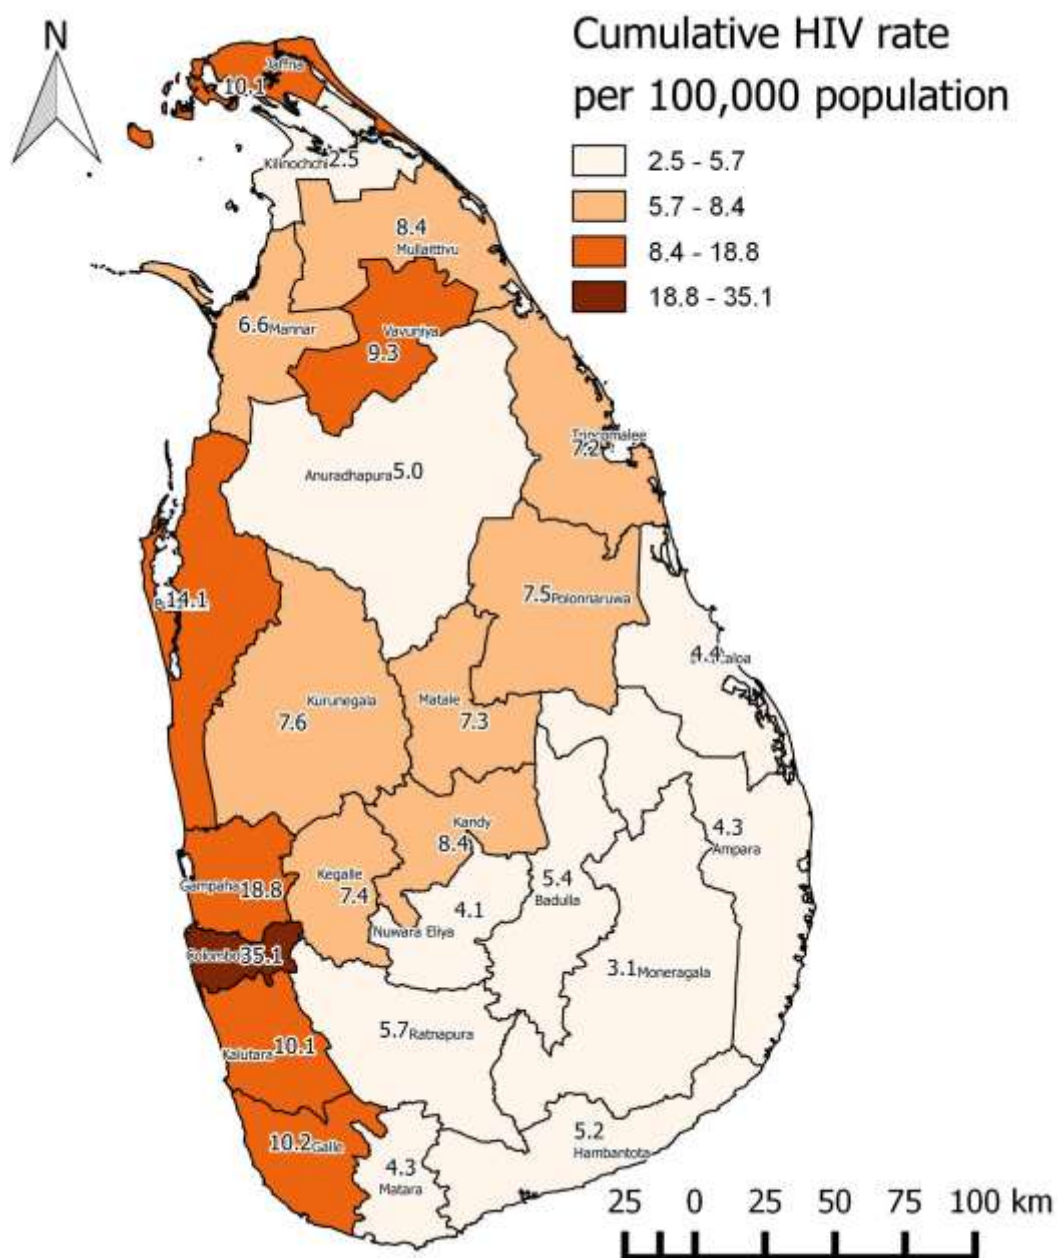 Cumulative HIV rate
per 100,000 population
2.5 - 5.7
5.7 - 8.4
8.4 - 18.8
18.8 - 35.1
N
Jaffna
10.1
Kilinochchi 2.5
8.4
Mullaittivu
6.6 Mannar
Vavuniya
9.3
Trincomalee
7.2
Anuradhapura 5.0
7.5 Polonnaruwa
14.1
4.4
Kurunegala
7.6
Matale
7.3
Kandy
8.4
4.3
Ampara
Kegalle
7.4
5.4
Badulla
Gampaha 18.8
4.1
Nuwara Eliya
Colombo 35.1
3.1 Moneragala
5.7 Ratnapura
Kalutara 10.1
10.2 Galle
5.2
Hambantota
4.3
Matara
25 0 25 50 75 100 km